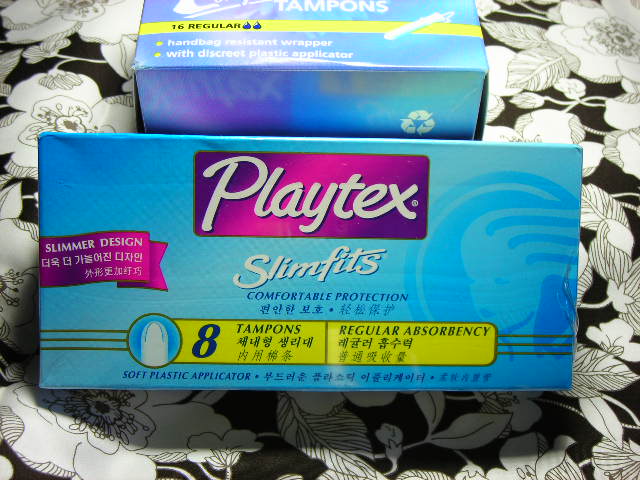 TAMPONS
16 REGULAR
• handbag resistant wrapper
• with discreet plastic applicator
Playtex®
SLIMMER DESIGN
더욱 더 가늘어진 디자인
外形更加纤巧
Slimfits
COMFORTABLE PROTECTION
편안한 보호 • 轻松保护
8 TAMPONS REGULAR ABSORBENCY
체내형 생리대 레귤러 흡수력
内用棉条 普通吸收量
SOFT PLASTIC APPLICATOR • 부드러운 플라스틱 어플리케이터 •